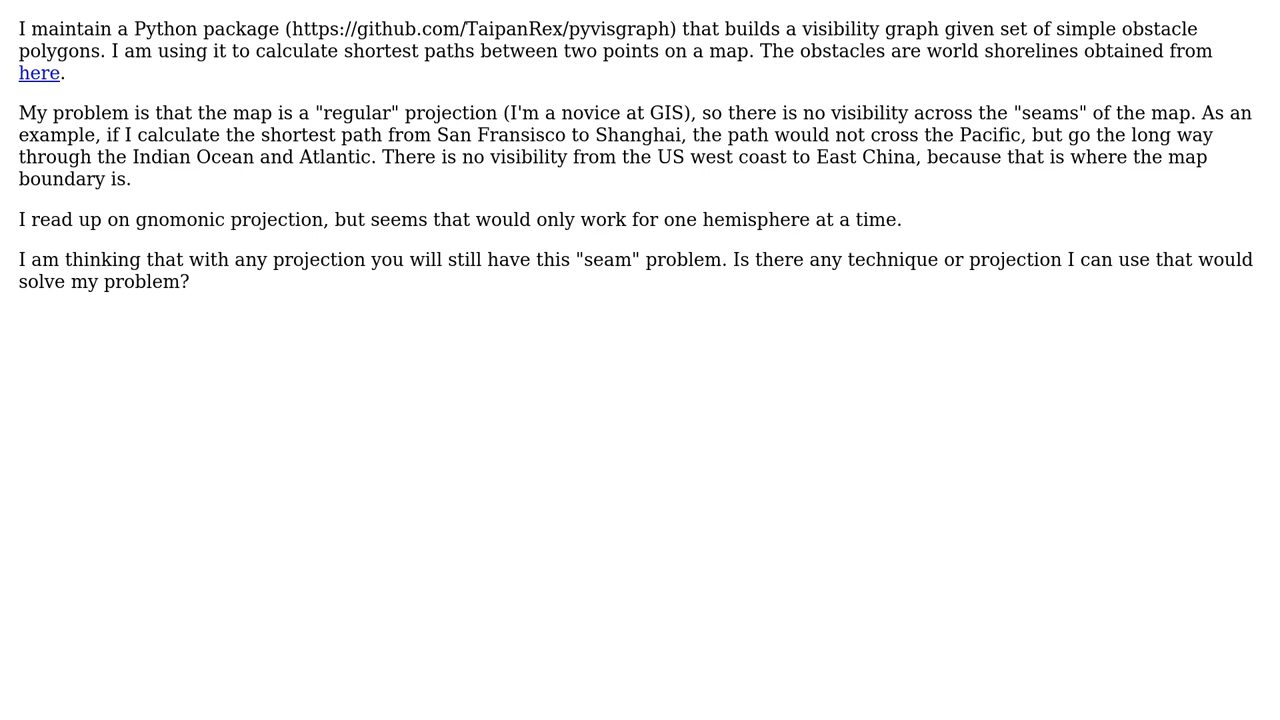 I maintain a Python package (https://github.com/TaipanRex/pyvisgraph) that builds a visibility graph given set of simple obstacle
polygons. I am using it to calculate shortest paths between two points on a map. The obstacles are world shorelines obtained from
here.
My problem is that the map is a "regular" projection (I'm a novice at GIS), so there is no visibility across the "seams" of the map. As an
example, if I calculate the shortest path from San Fransisco to Shanghai, the path would not cross the Pacific, but go the long way
through the Indian Ocean and Atlantic. There is no visibility from the US west coast to East China, because that is where the map
boundary is.
I read up on gnomonic projection, but seems that would only work for one hemisphere at a time.
I am thinking that with any projection you will still have this "seam" problem. Is there any technique or projection I can use that would
solve my problem?